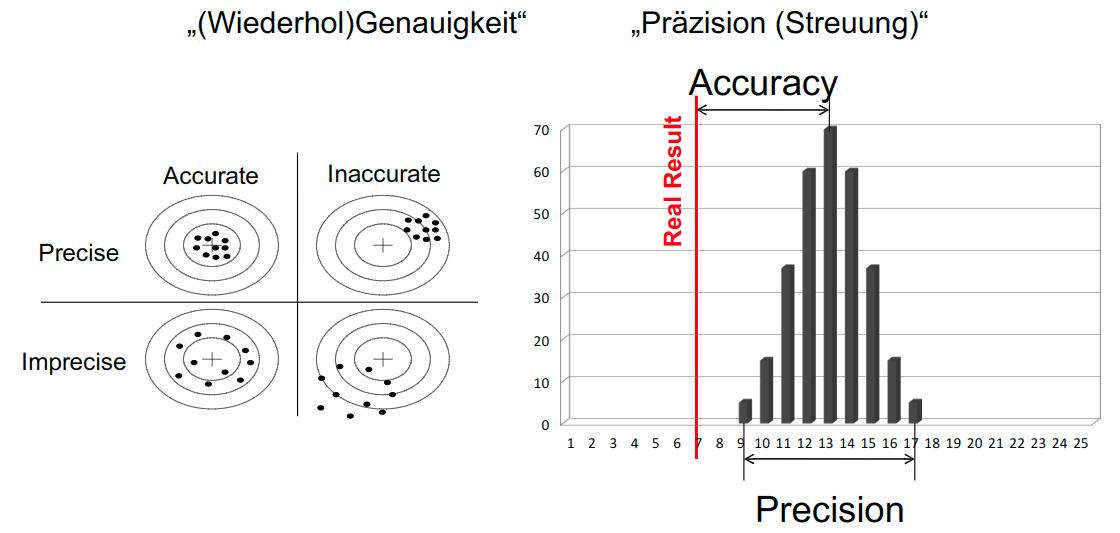 „(Wiederhol)Genauigkeit“
„Präzision (Streuung)“
Accurate
Inaccurate
Precise
Imprecise
Accuracy
Real Result
70
60
50
40
30
20
10
0
1 2 3 4 5 6 7 8 9 10 11 12 13 14 15 16 17 18 19 20 21 22 23 24 25
Precision